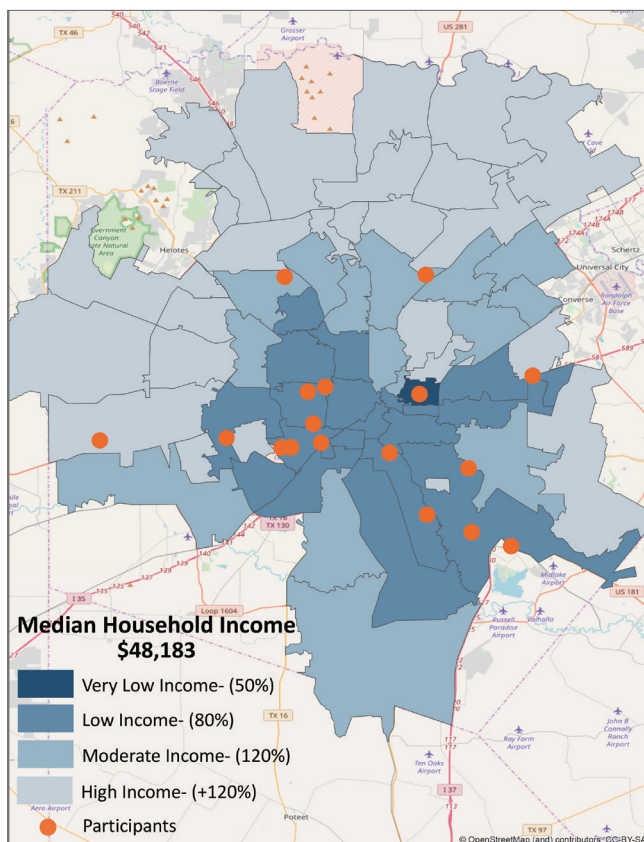 TX 46
Grosser
Airport
US 281
Boerne
Stage Field
TX 211
Government
Canyon
Helotes
Schertz
Universal City
Randolph
Air Force
Base
Converse
TX 130
Loop 1604
I 35
TX 16
Midlake
Airport
US 181
Russell
Paradise
Airport
Valhalla
Median Household Income
$48,183
Very Low Income- (50%)
Low Income- (80%)
Moderate Income- (120%)
High Income- (+120%)
Participants
Ray Farm
Airport
John B
Connally
Ranch
Airport
Ten Oaks
Airport
I 37
Poteet
TX 97
© OpenStreetMap (and) contributors, CC-BY-SA